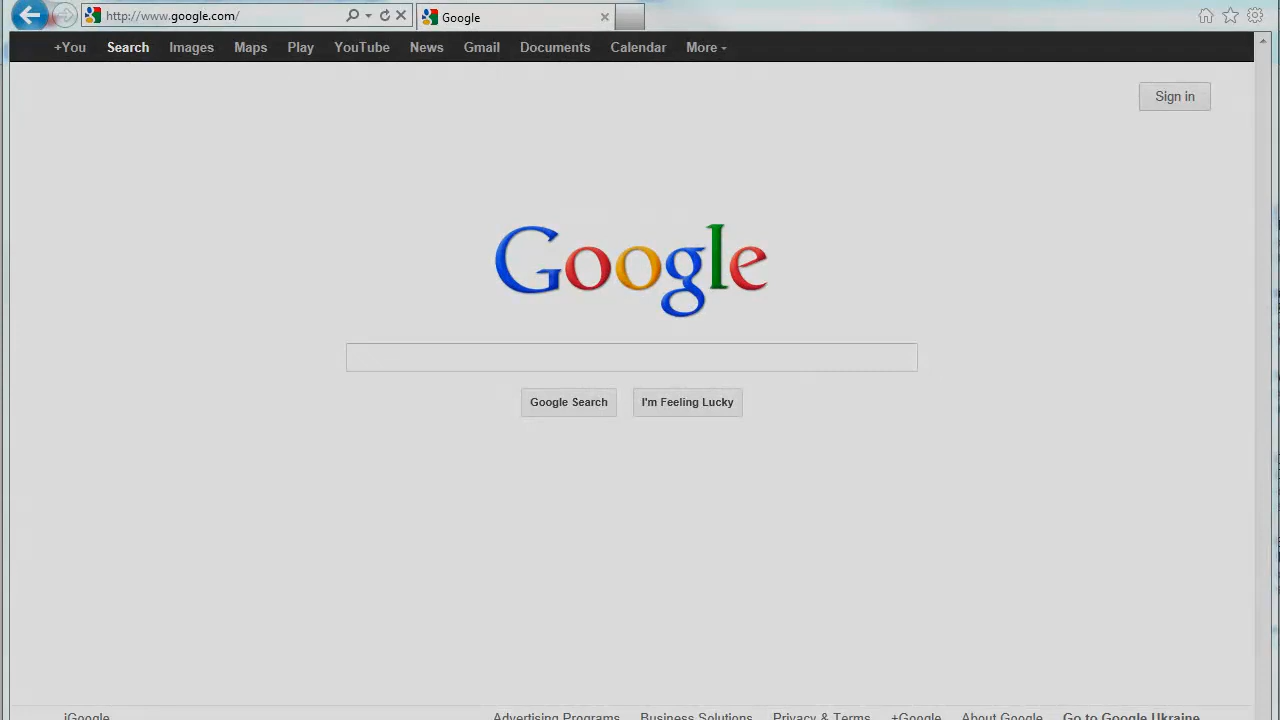 http://www.google.com/
Google
+You Search Images Maps Play YouTube News Gmail Documents Calendar More
Sign in
Google
Google Search I'm Feeling Lucky
iGoogle Advertising Programs Business Solutions Privacy & Terms +Google About Google Go to Google Ukraine